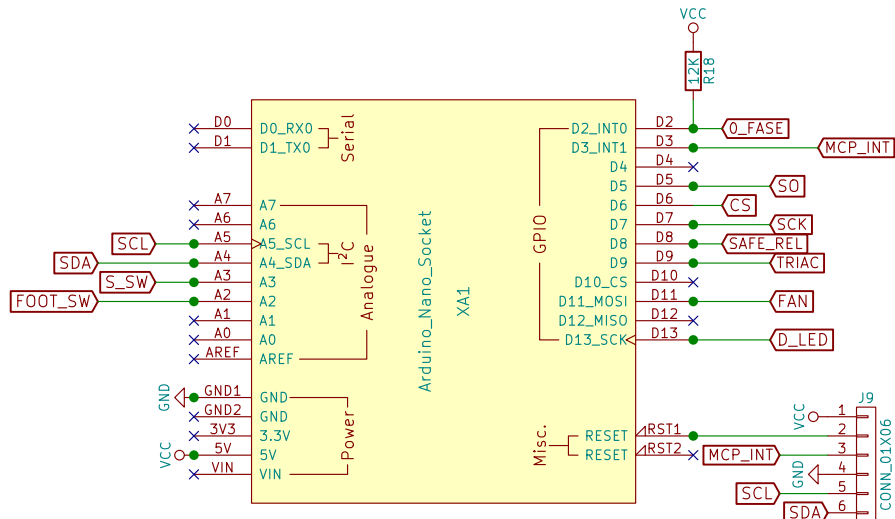 VCC
12K
R18
D0
D0_RX0
D1
D1_TX0
Serial
D2_INT0
D2
0_FASE
D3_INT1
D3
MCP_INT
D4
D4
D5
D5
SO
D6
D6
CS
D7
D7
SCK
D8
D8
SAFE_REL
D9
D9
TRIAC
D10_CS
D10
D11_MOSI
D11
FAN
D12_MISO
D12
D13_SCK
D13
D_LED
GPIO
A7
A7
A6
A6
SCL
A5
A5_SCL
SDA
A4
A4_SDA
I²C
S_SW
A3
A3
FOOT_SW
A2
A2
A1
A1
A0
A0
AREF
AREF
Analogue
Arduino_Nano_Socket
XA1
GND
GND1
GND
GND2
GND
3V3
3.3V
VCC
5V
5V
VIN
VIN
Power
Misc.
RESET
RST1
RESET
RST2
J9
VCC
1
2
MCP_INT
3
GND
4
SCL
5
SDA
6
CONN_01X06